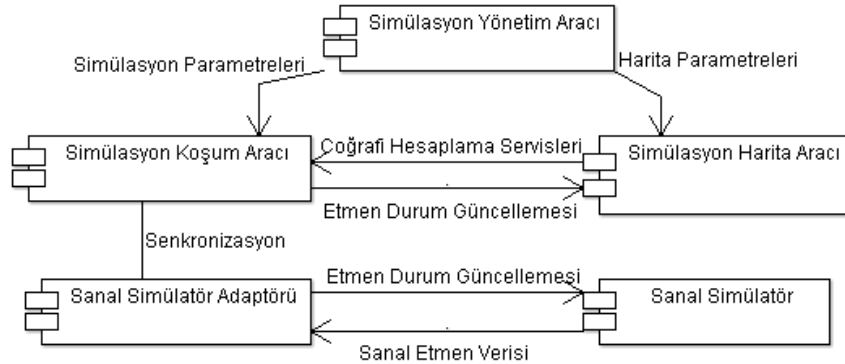 Simülasyon Yönetim Aracı
Simülasyon Parametreleri
Harita Parametreleri
Simülasyon Koşum Aracı
Coğrafi Hesaplama Servisleri
Simülasyon Harita Aracı
Etmen Durum Güncellemesi
Senkronizasyon
Sanal Simülatör Adaptörü
Etmen Durum Güncellemesi
Sanal Simülatör
Sanal Etmen Verisi